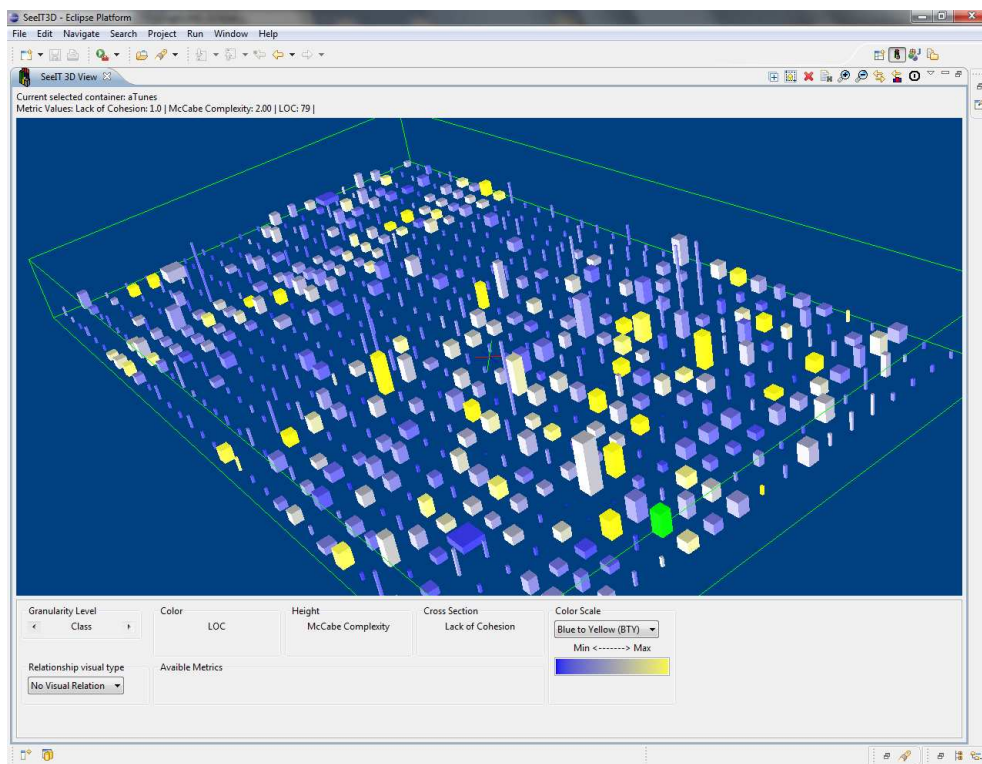 SeeIT3D - Eclipse Platform
File Edit Navigate Search Project Run Window Help
SeeIT 3D View
Current selected container: aTunes
Metric Values: Lack of Cohesion: 1.0 | McCabe Complexity: 2.00 | LOC: 79 |
Granularity Level
Color
Height
Cross Section
Color Scale
< Class >
LOC
McCabe Complexity
Lack of Cohesion
Blue to Yellow (BTY)
Min <-------> Max
Relationship visual type
Avaible Metrics
No Visual Relation